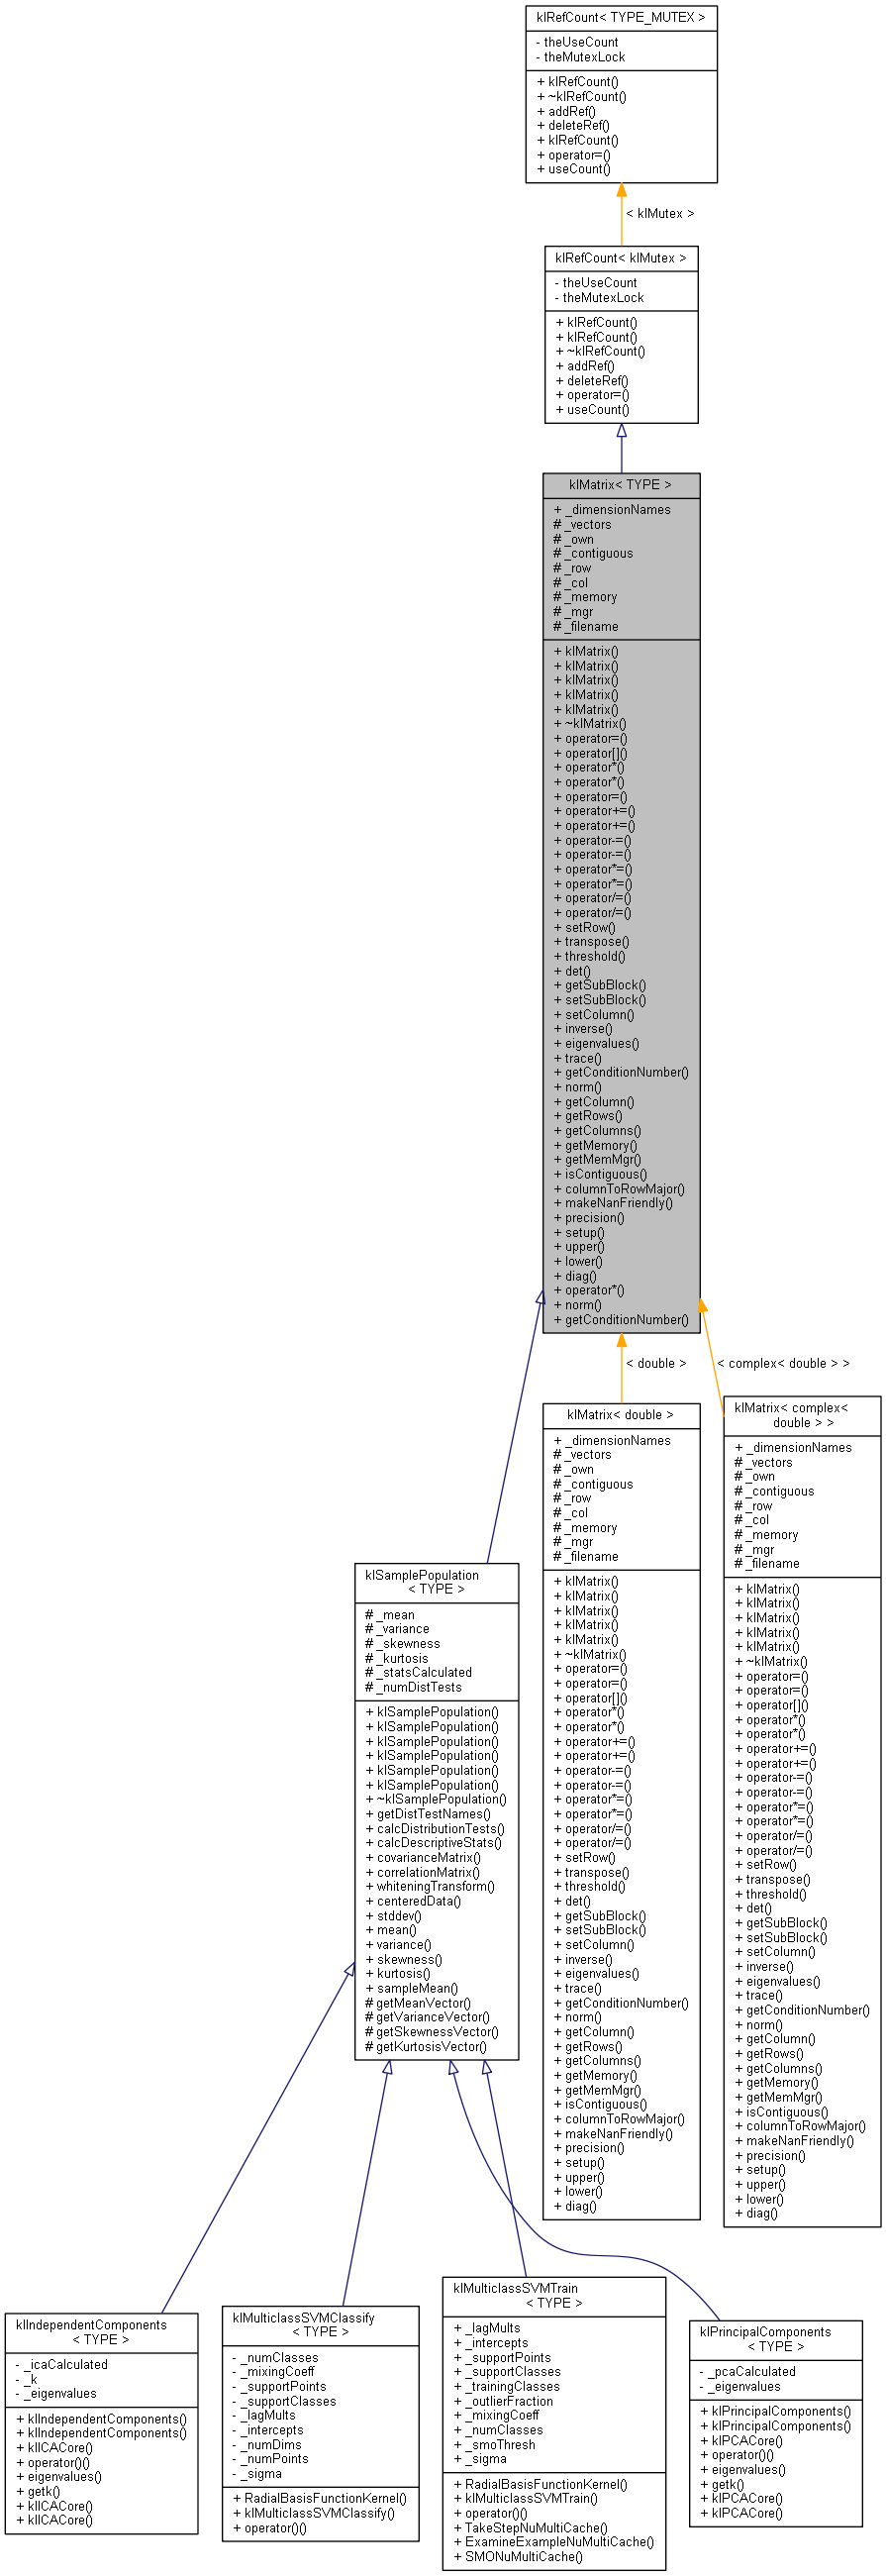 klRefCount< TYPE_MUTEX >
- theUseCount
- theMutexLock
+ klRefCount()
+ ~klRefCount()
+ addRef()
+ deleteRef()
+ klRefCount()
+ operator=()
+ useCount()
< klMutex >
klRefCount< klMutex >
- theUseCount
- theMutexLock
+ klRefCount()
+ klRefCount()
+ ~klRefCount()
+ addRef()
+ deleteRef()
+ operator=()
+ useCount()
klMatrix< TYPE >
+ _dimensionNames
# _vectors
# _own
# _contiguous
# _row
# _col
# _memory
# _mgr
# _filename
+ klMatrix()
+ klMatrix()
+ klMatrix()
+ klMatrix()
+ klMatrix()
+ ~klMatrix()
+ operator=()
+ operator[]()
+ operator*()
+ operator*()
+ operator=()
+ operator+=()
+ operator+=()
+ operator-=()
+ operator-=()
+ operator*=()
+ operator*=()
+ operator/=()
+ operator/=()
+ setRow()
+ transpose()
+ threshold()
+ det()
+ getSubBlock()
+ setSubBlock()
+ setColumn()
+ inverse()
+ eigenvalues()
+ trace()
+ getConditionNumber()
+ norm()
+ getColumn()
+ getRows()
+ getColumns()
+ getMemory()
+ getMemMgr()
+ isContiguous()
+ columnToRowMajor()
+ makeNanFriendly()
+ precision()
+ setup()
+ upper()
+ lower()
+ diag()
+ operator*()
+ norm()
+ getConditionNumber()
< double >
< complex< double > >
klMatrix< double >
+ _dimensionNames
# _vectors
# _own
# _contiguous
# _row
# _col
# _memory
# _mgr
# _filename
+ klMatrix()
+ klMatrix()
+ klMatrix()
+ klMatrix()
+ klMatrix()
+ ~klMatrix()
+ operator=()
+ operator=()
+ operator[]()
+ operator*()
+ operator*()
+ operator+=()
+ operator+=()
+ operator-=()
+ operator-=()
+ operator*=()
+ operator*=()
+ operator/=()
+ operator/=()
+ setRow()
+ transpose()
+ threshold()
+ det()
+ getSubBlock()
+ setSubBlock()
+ setColumn()
+ inverse()
+ eigenvalues()
+ trace()
+ getConditionNumber()
+ norm()
+ getColumn()
+ getRows()
+ getColumns()
+ getMemory()
+ getMemMgr()
+ isContiguous()
+ columnToRowMajor()
+ makeNanFriendly()
+ precision()
+ setup()
+ upper()
+ lower()
+ diag()
klMatrix< complex<
double > >
+ _dimensionNames
# _vectors
# _own
# _contiguous
# _row
# _col
# _memory
# _mgr
# _filename
+ klMatrix()
+ klMatrix()
+ klMatrix()
+ klMatrix()
+ klMatrix()
+ ~klMatrix()
+ operator=()
+ operator=()
+ operator[]()
+ operator*()
+ operator*()
+ operator+=()
+ operator+=()
+ operator-=()
+ operator-=()
+ operator*=()
+ operator*=()
+ operator/=()
+ operator/=()
+ setRow()
+ transpose()
+ threshold()
+ det()
+ getSubBlock()
+ setSubBlock()
+ setColumn()
+ inverse()
+ eigenvalues()
+ trace()
+ getConditionNumber()
+ norm()
+ getColumn()
+ getRows()
+ getColumns()
+ getMemory()
+ getMemMgr()
+ isContiguous()
+ columnToRowMajor()
+ makeNanFriendly()
+ precision()
+ setup()
+ upper()
+ lower()
+ diag()
klSamplePopulation
< TYPE >
# _mean
# _variance
# _skewness
# _kurtosis
# _statsCalculated
# _numDistTests
+ klSamplePopulation()
+ klSamplePopulation()
+ klSamplePopulation()
+ klSamplePopulation()
+ klSamplePopulation()
+ klSamplePopulation()
+ ~klSamplePopulation()
+ getDistTestNames()
+ calcDistributionTests()
+ calcDescriptiveStats()
+ covarianceMatrix()
+ correlationMatrix()
+ whiteningTransform()
+ centeredData()
+ stddev()
+ mean()
+ variance()
+ skewness()
+ kurtosis()
+ sampleMean()
# getMeanVector()
# getVarianceVector()
# getSkewnessVector()
# getKurtosisVector()
klIndependentComponents
< TYPE >
- _icaCalculated
- _k
- _eigenvalues
+ klIndependentComponents()
+ klIndependentComponents()
+ klICACore()
+ operator()()
+ eigenvalues()
+ getk()
+ klICACore()
+ klICACore()
klMulticlassSVMClassify
< TYPE >
- _numClasses
- _mixingCoeff
- _supportPoints
- _supportClasses
- _lagMults
- _intercepts
- _numDims
- _numPoints
- _sigma
+ RadialBasisFunctionKernel()
+ klMulticlassSVMClassify()
+ operator()()
klMulticlassSVMTrain
< TYPE >
+ _lagMults
+ _intercepts
+ _supportPoints
+ _supportClasses
+ _trainingClasses
+ _outlierFraction
+ _mixingCoeff
+ _numClasses
+ _smoThresh
+ _sigma
+ RadialBasisFunctionKernel()
+ klMulticlassSVMTrain()
+ operator()()
+ TakeStepNuMultiCache()
+ ExamineExampleNuMultiCache()
+ SMONuMultiCache()
klPrincipalComponents
< TYPE >
- _pcaCalculated
- _eigenvalues
+ klPrincipalComponents()
+ klPrincipalComponents()
+ klPCACore()
+ operator()()
+ eigenvalues()
+ getk()
+ klPCACore()
+ klPCACore()